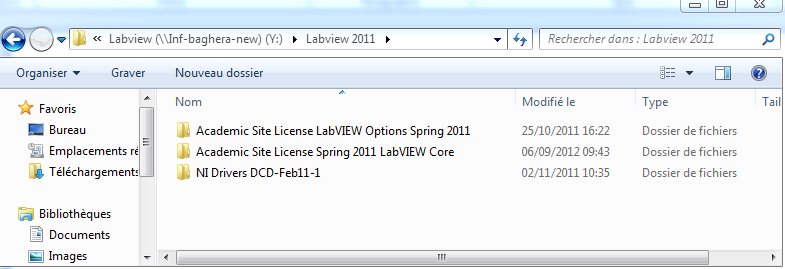 « Labview (\\Inf-baghera-new) (Y:) ▸ Labview 2011 ▸
Rechercher dans : Labview 2011
Organiser Graver Nouveau dossier
Favoris
Bureau
Emplacements ré
Téléchargements
Bibliothèques
Documents
Images
Nom Modifié le Type Tail
Academic Site License LabVIEW Options Spring 2011 25/10/2011 16:22 Dossier de fichiers
Academic Site License Spring 2011 LabVIEW Core 06/09/2012 09:43 Dossier de fichiers
NI Drivers DCD-Feb11-1 02/11/2011 10:35 Dossier de fichiers